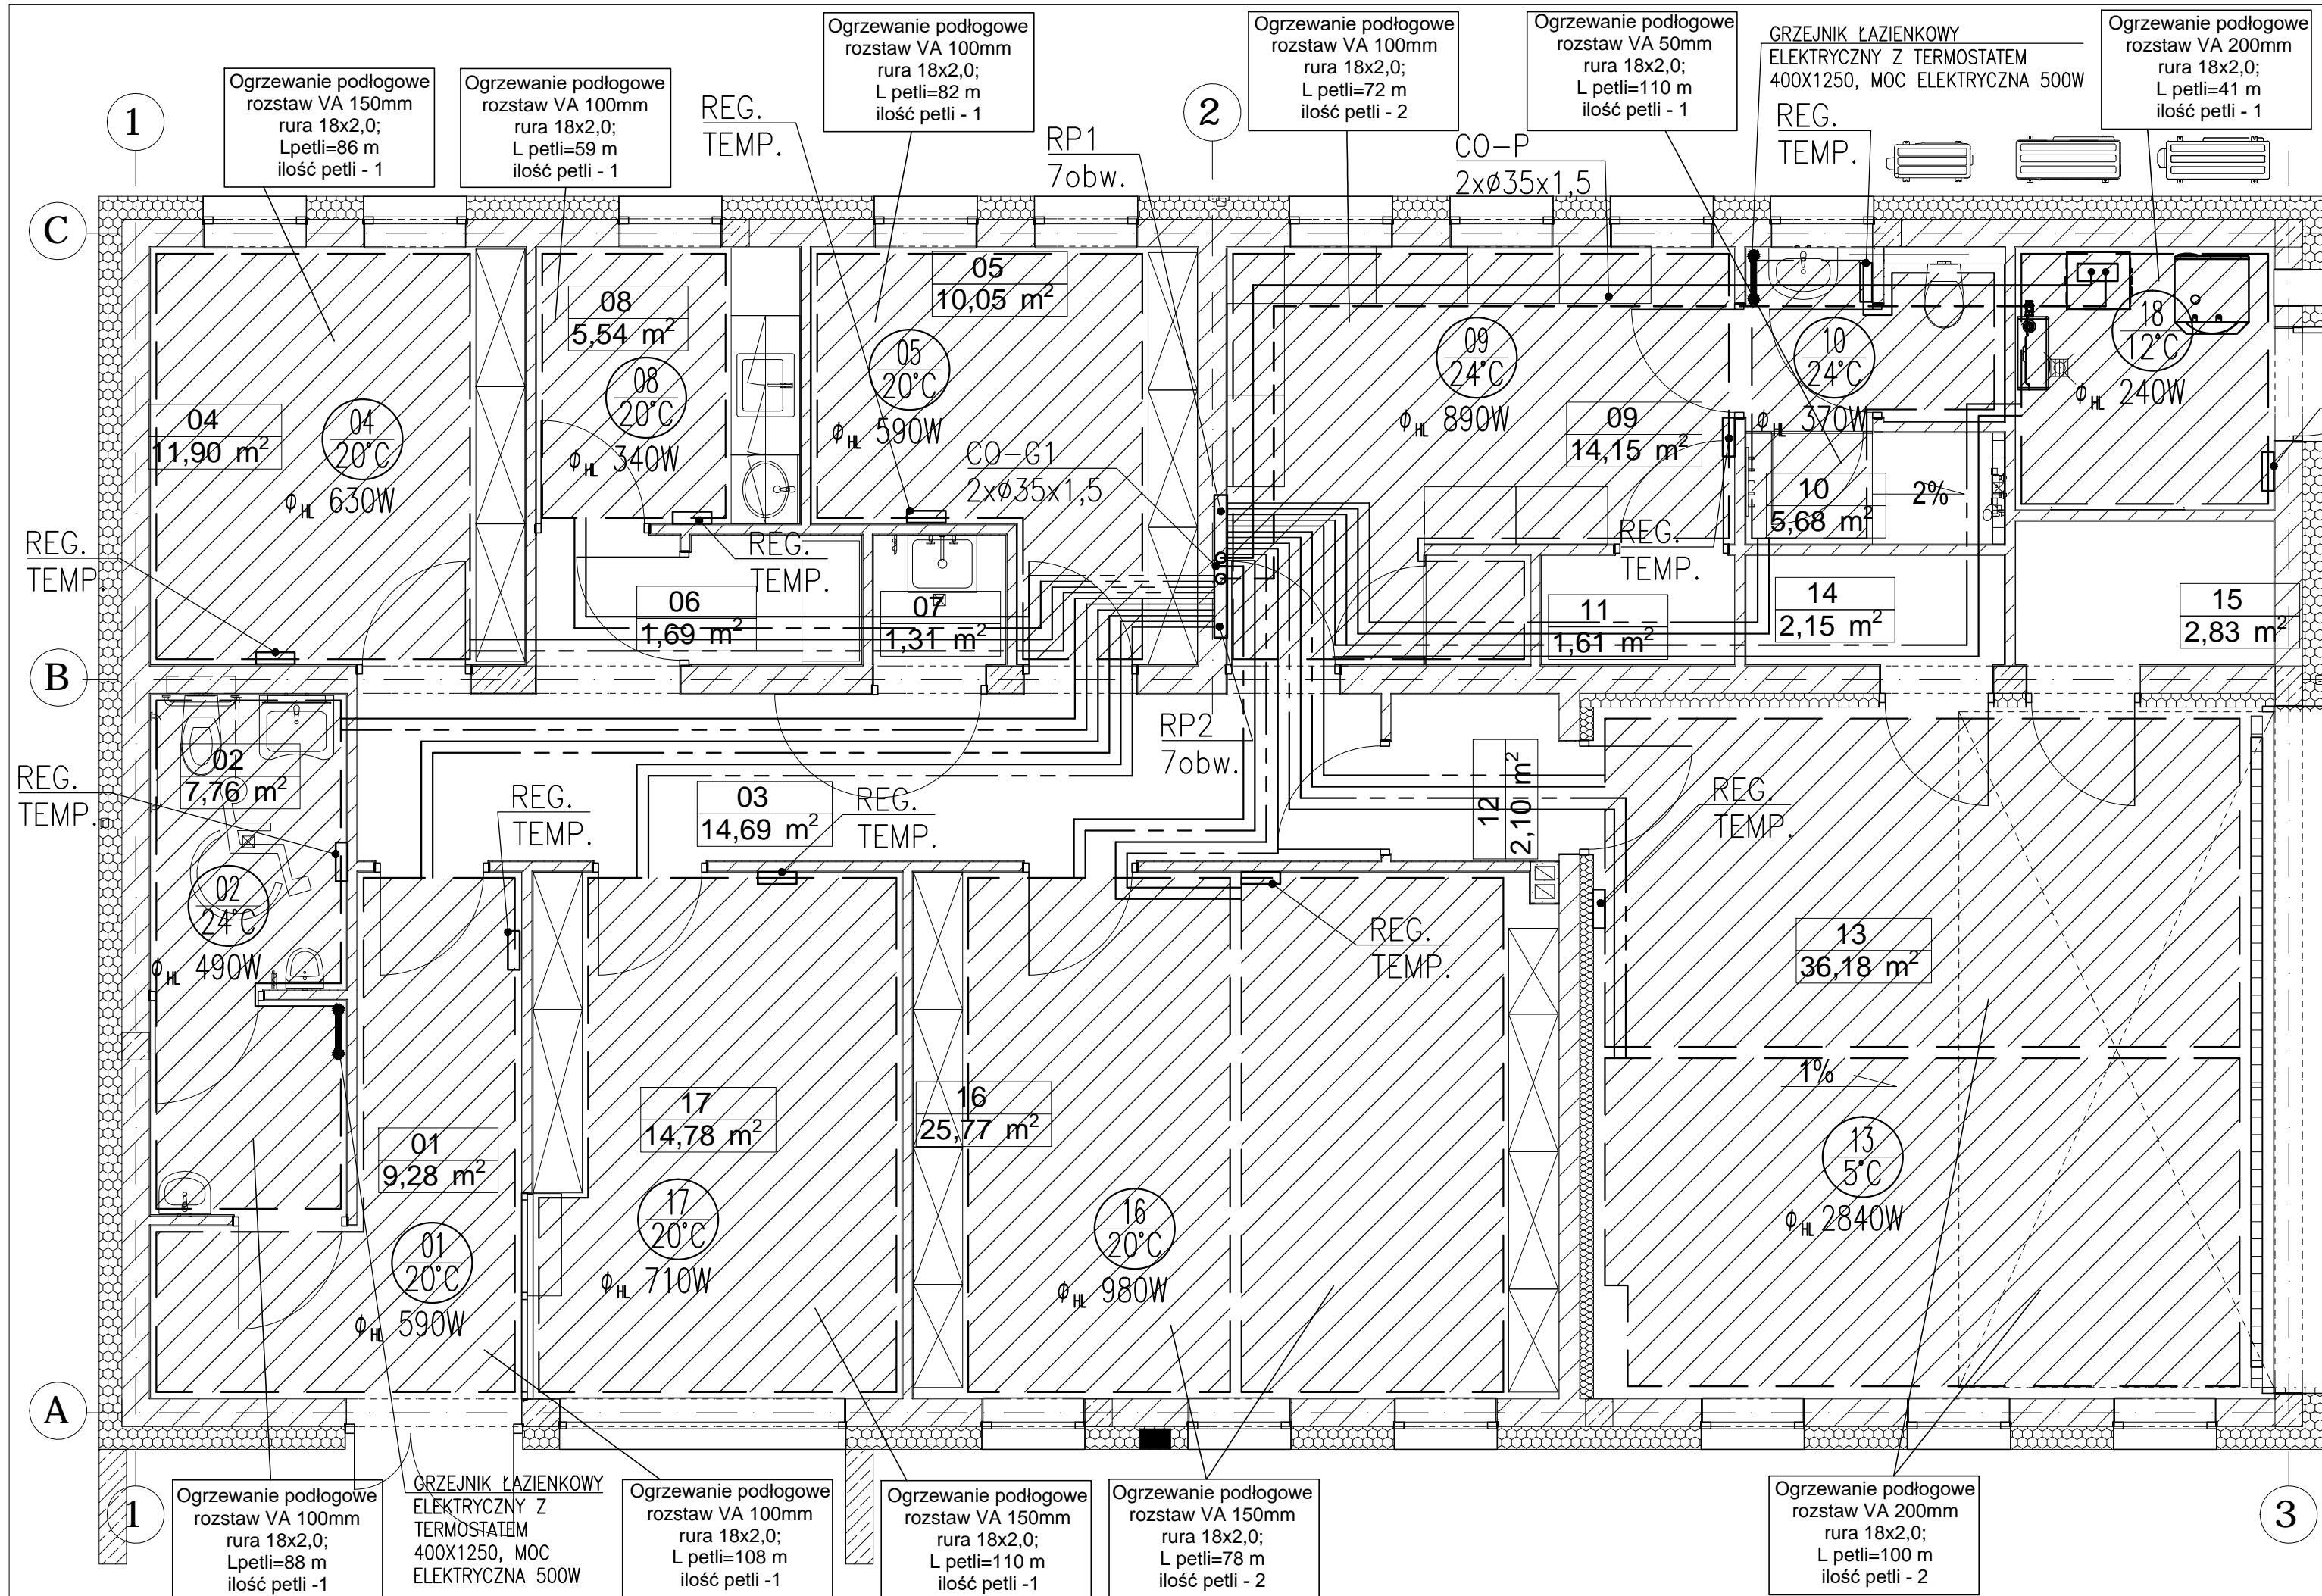 Ogrzewanie podłogowe
rozstaw VA 150mm
rura 18x2,0;
Lpetli=86 m
ilość petli - 1
Ogrzewanie podłogowe
rozstaw VA 100mm
rura 18x2,0;
L petli=59 m
ilość petli - 1
Ogrzewanie podłogowe
rozstaw VA 100mm
rura 18x2,0;
L petli=82 m
ilość petli - 1
Ogrzewanie podłogowe
rozstaw VA 100mm
rura 18x2,0;
L petli=72 m
ilość petli - 2
Ogrzewanie podłogowe
rozstaw VA 50mm
rura 18x2,0;
L petli=110 m
ilość petli - 1
GRZEJNIK ŁAZIENKOWY
ELEKTRYCZNY Z TERMOSTATEM
400X1250, MOC ELEKTRYCZNA 500W
Ogrzewanie podłogowe
rozstaw VA 200mm
rura 18x2,0;
L petli=41 m
ilość petli - 1
1
REG.
TEMP.
RP1
7obw.
2
CO-P
2xø35x1,5
REG.
TEMP.
C
04
11,90 m²
04
20°C
ΦHL 630W
08
5,54 m²
08
20°C
ΦHL 340W
05
10,05 m²
05
20°C
ΦHL 590W
CO-G1
2xø35x1,5
09
24°C
ΦHL 890W
09
14,15 m²
10
24°C
ΦHL 370W
10
5,68 m²
2%
18
12°C
ΦHL 240W
REG.
TEMP.
REG.
TEMP.
REG.
TEMP.
06
1,69 m²
07
1,31 m²
11
1,61 m²
14
2,15 m²
15
2,83 m²
B
02
7,76 m²
REG.
TEMP.
02
24°C
ΦHL 490W
REG.
TEMP.
03
14,69 m²
REG.
TEMP.
RP2
7obw.
12
2,10 m²
REG.
TEMP.
REG.
TEMP.
13
36,18 m²
1%
13
5°C
ΦHL 2840W
01
9,28 m²
01
20°C
ΦHL 590W
17
14,78 m²
17
20°C
ΦHL 710W
16
25,77 m²
16
20°C
ΦHL 980W
A
1
3
Ogrzewanie podłogowe
rozstaw VA 100mm
rura 18x2,0;
Lpetli=88 m
ilość petli -1
GRZEJNIK ŁAZIENKOWY
ELEKTRYCZNY Z
TERMOSTATEM
400X1250, MOC
ELEKTRYCZNA 500W
Ogrzewanie podłogowe
rozstaw VA 100mm
rura 18x2,0;
L petli=108 m
ilość petli -1
Ogrzewanie podłogowe
rozstaw VA 150mm
rura 18x2,0;
L petli=110 m
ilość petli -1
Ogrzewanie podłogowe
rozstaw VA 150mm
rura 18x2,0;
L petli=78 m
ilość petli - 2
Ogrzewanie podłogowe
rozstaw VA 200mm
rura 18x2,0;
L petli=100 m
ilość petli - 2